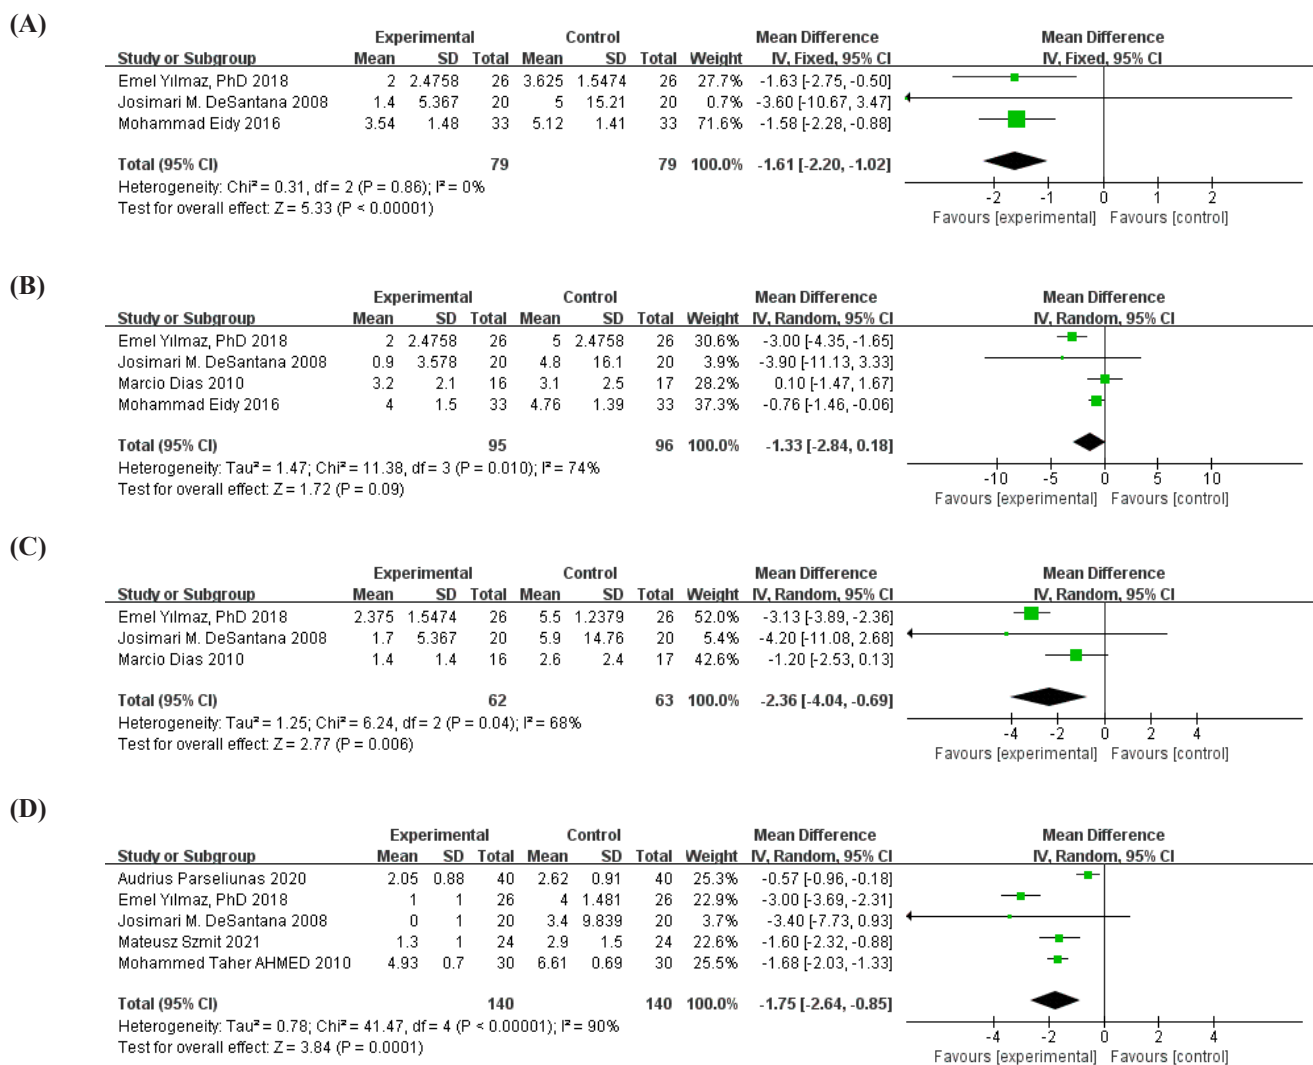 (A)
Experimental Control Mean Difference Mean Difference
Study or Subgroup Mean SD Total Mean SD Total Weight IV, Fixed, 95% CI IV, Fixed, 95% CI
Emel Yılmaz, PhD 2018 2 2.4758 26 3.625 1.5474 26 27.7% -1.63 [-2.75, -0.50]
Josimari M. DeSantana 2008 1.4 5.367 20 5 15.21 20 0.7% -3.60 [-10.67, 3.47]
Mohammad Eidy 2016 3.54 1.48 33 5.12 1.41 33 71.6% -1.58 [-2.28, -0.88]
Total (95% CI) 79 79 100.0% -1.61 [-2.20, -1.02]
Heterogeneity: Chi² = 0.31, df = 2 (P = 0.86); I² = 0%
Test for overall effect: Z = 5.33 (P < 0.00001)
-2 -1 0 1 2
Favours [experimental] Favours [control]
(B)
Experimental Control Mean Difference Mean Difference
Study or Subgroup Mean SD Total Mean SD Total Weight IV, Random, 95% CI IV, Random, 95% CI
Emel Yılmaz, PhD 2018 2 2.4758 26 5 2.4758 26 30.6% -3.00 [-4.35, -1.65]
Josimari M. DeSantana 2008 0.9 3.578 20 4.8 16.1 20 3.9% -3.90 [-11.13, 3.33]
Marcio Dias 2010 3.2 2.1 16 3.1 2.5 17 28.2% 0.10 [-1.47, 1.67]
Mohammad Eidy 2016 4 1.5 33 4.76 1.39 33 37.3% -0.76 [-1.46, -0.06]
Total (95% CI) 95 96 100.0% -1.33 [-2.84, 0.18]
Heterogeneity: Tau² = 1.47; Chi² = 11.38, df = 3 (P = 0.010); I² = 74%
Test for overall effect: Z = 1.72 (P = 0.09)
-10 -5 0 5 10
Favours [experimental] Favours [control]
(C)
Experimental Control Mean Difference Mean Difference
Study or Subgroup Mean SD Total Mean SD Total Weight IV, Random, 95% CI IV, Random, 95% CI
Emel Yılmaz, PhD 2018 2.375 1.5474 26 5.5 1.2379 26 52.0% -3.13 [-3.89, -2.36]
Josimari M. DeSantana 2008 1.7 5.367 20 5.9 14.76 20 5.4% -4.20 [-11.08, 2.68]
Marcio Dias 2010 1.4 1.4 16 2.6 2.4 17 42.6% -1.20 [-2.53, 0.13]
Total (95% CI) 62 63 100.0% -2.36 [-4.04, -0.69]
Heterogeneity: Tau² = 1.25; Chi² = 6.24, df = 2 (P = 0.04); I² = 68%
Test for overall effect: Z = 2.77 (P = 0.006)
-4 -2 0 2 4
Favours [experimental] Favours [control]
(D)
Experimental Control Mean Difference Mean Difference
Study or Subgroup Mean SD Total Mean SD Total Weight IV, Random, 95% CI IV, Random, 95% CI
Audrius Parseliunas 2020 2.05 0.88 40 2.62 0.91 40 25.3% -0.57 [-0.96, -0.18]
Emel Yılmaz, PhD 2018 1 1 26 4 1.481 26 22.9% -3.00 [-3.69, -2.31]
Josimari M. DeSantana 2008 0 1 20 3.4 9.839 20 3.7% -3.40 [-7.73, 0.93]
Mateusz Szmit 2021 1.3 1 24 2.9 1.5 24 22.6% -1.60 [-2.32, -0.88]
Mohammed Taher AHMED 2010 4.93 0.7 30 6.61 0.69 30 25.5% -1.68 [-2.03, -1.33]
Total (95% CI) 140 140 100.0% -1.75 [-2.64, -0.85]
Heterogeneity: Tau² = 0.78; Chi² = 41.47, df = 4 (P < 0.00001); I² = 90%
Test for overall effect: Z = 3.84 (P = 0.0001)
-4 -2 0 2 4
Favours [experimental] Favours [control]